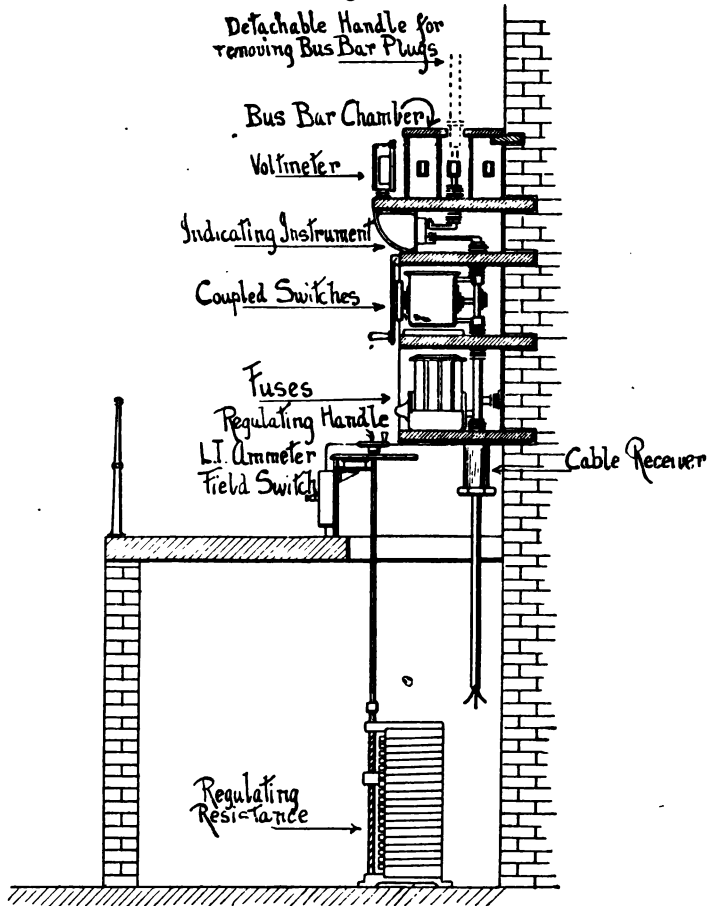 Detachable Handle for
removing Bus Bar Plugs
Bus Bar Chamber
Voltmeter
Indicating Instrument
Coupled Switches
Fuses
Regulating Handle
L.T. Ammeter
Field Switch
Cable Receiver
Regulating
Resistance